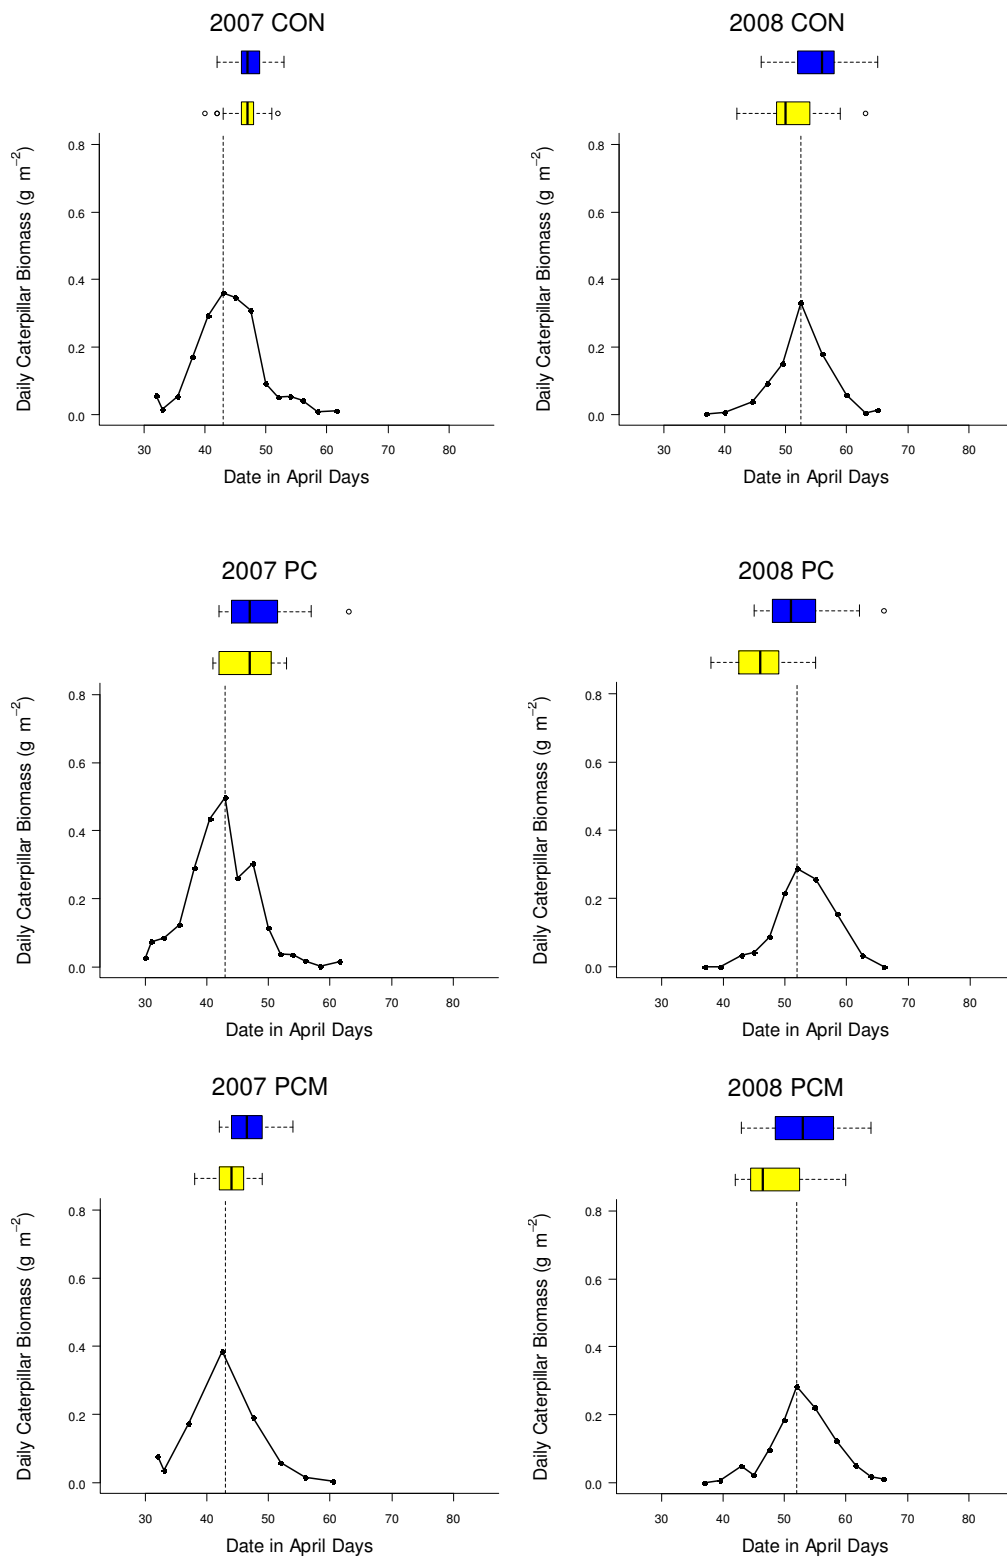 2007 CON
Daily Caterpillar Biomass (g m⁻²)
0.8
0.6
0.4
0.2
0.0
30 40 50 60 70 80
Date in April Days
2008 CON
Daily Caterpillar Biomass (g m⁻²)
0.8
0.6
0.4
0.2
0.0
30 40 50 60 70 80
Date in April Days
2007 PC
Daily Caterpillar Biomass (g m⁻²)
0.8
0.6
0.4
0.2
0.0
30 40 50 60 70 80
Date in April Days
2008 PC
Daily Caterpillar Biomass (g m⁻²)
0.8
0.6
0.4
0.2
0.0
30 40 50 60 70 80
Date in April Days
2007 PCM
Daily Caterpillar Biomass (g m⁻²)
0.8
0.6
0.4
0.2
0.0
30 40 50 60 70 80
Date in April Days
2008 PCM
Daily Caterpillar Biomass (g m⁻²)
0.8
0.6
0.4
0.2
0.0
30 40 50 60 70 80
Date in April Days